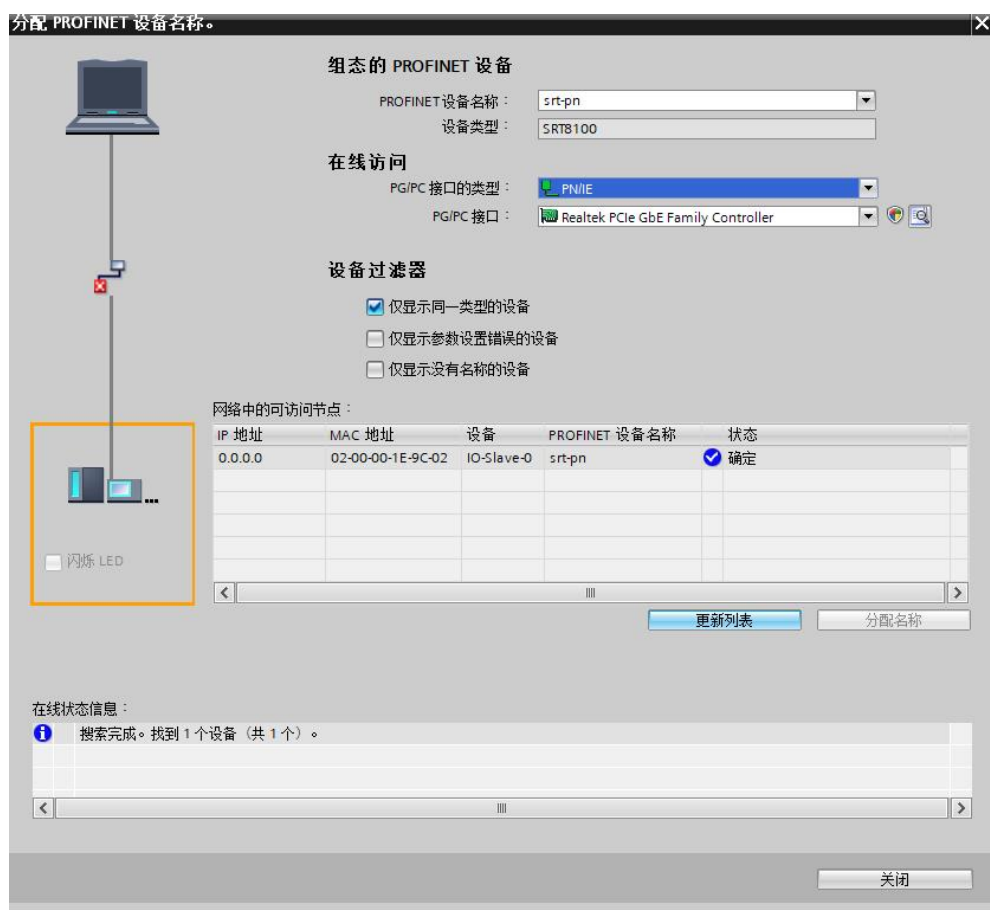 分配 PROFINET 设备名称。
组态的 PROFINET 设备
PROFINET设备名称： srt-pn
设备类型： SRT8100
在线访问
PG/PC 接口的类型： PN/IE
PG/PC 接口： Realtek PCIe GbE Family Controller
设备过滤器
仅显示同一类型的设备
仅显示参数设置错误的设备
仅显示没有名称的设备
网络中的可访问节点：
IP 地址 MAC 地址 设备 PROFINET 设备名称 状态
0.0.0.0 02-00-00-1E-9C-02 IO-Slave-0 srt-pn 确定
闪烁 LED
更新列表 分配名称
在线状态信息：
搜索完成。找到 1 个设备（共 1 个）。
关闭